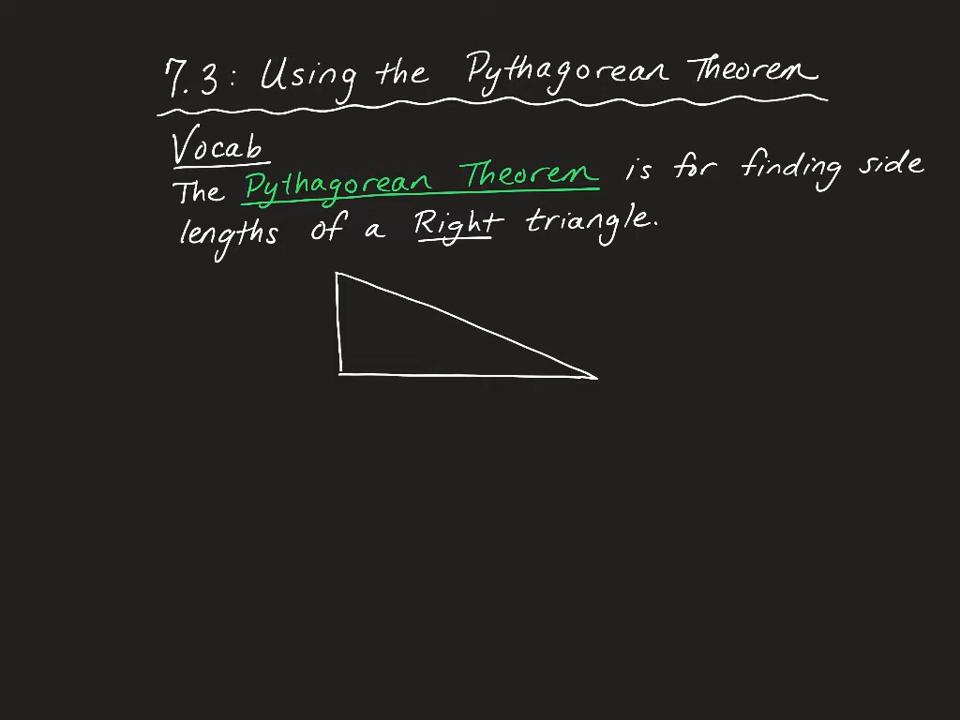 7.3: Using the Pythagorean Theorem
Vocab
The Pythagorean Theorem is for finding side
lengths of a Right triangle.